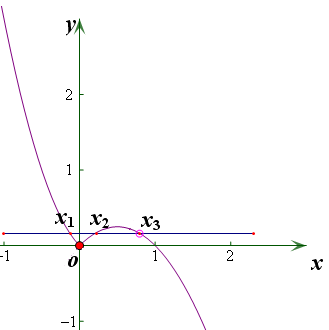 y
2
1
x₁ x₂ x₃
-1 o 1 2 x
-1